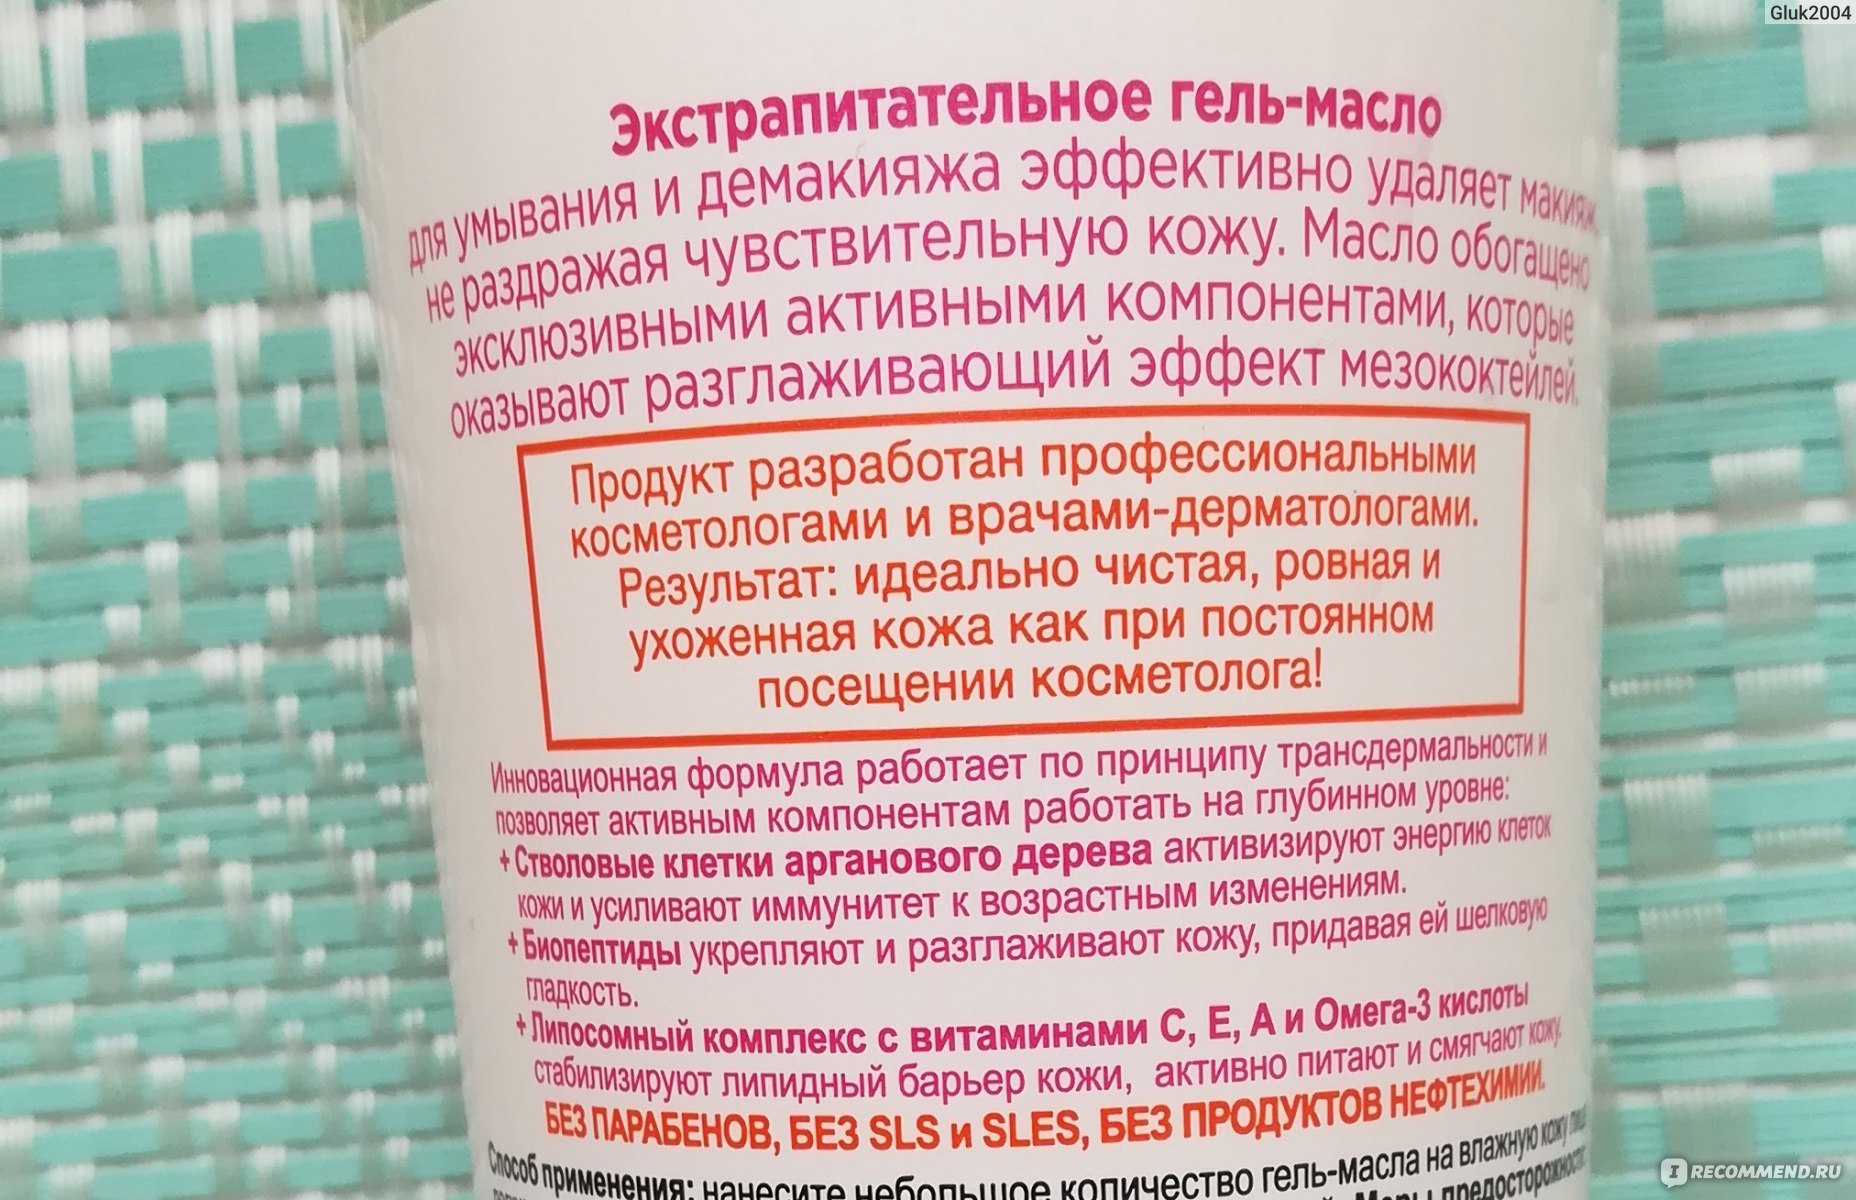 Gluk2004
Экстрапитательное гель-масло
для умывания и демакияжа эффективно удаляет макияж,
не раздражая чувствительную кожу. Масло обогащено
эксклюзивными активными компонентами, которые
оказывают разглаживающий эффект мезококтейлей.
Продукт разработан профессиональными
косметологами и врачами-дерматологами.
Результат: идеально чистая, ровная и
ухоженная кожа как при постоянном
посещении косметолога!
Инновационная формула работает по принципу трансдермальности и
позволяет активным компонентам работать на глубинном уровне:
+ Стволовые клетки арганового дерева активизируют энергию клеток
кожи и усиливают иммунитет к возрастным изменениям.
+ Биопептиды укрепляют и разглаживают кожу, придавая ей шелковую
гладкость.
+ Липосомный комплекс с витаминами С, Е, А и Омега-3 кислоты
стабилизируют липидный барьер кожи, активно питают и смягчают кожу.
БЕЗ ПАРАБЕНОВ, БЕЗ SLS и SLES, БЕЗ ПРОДУКТОВ НЕФТЕХИМИИ.
Способ применения: нанесите небольшое количество гель-масла на влажную кожу лица
Меры предосторожности:
IRECOMMEND.RU